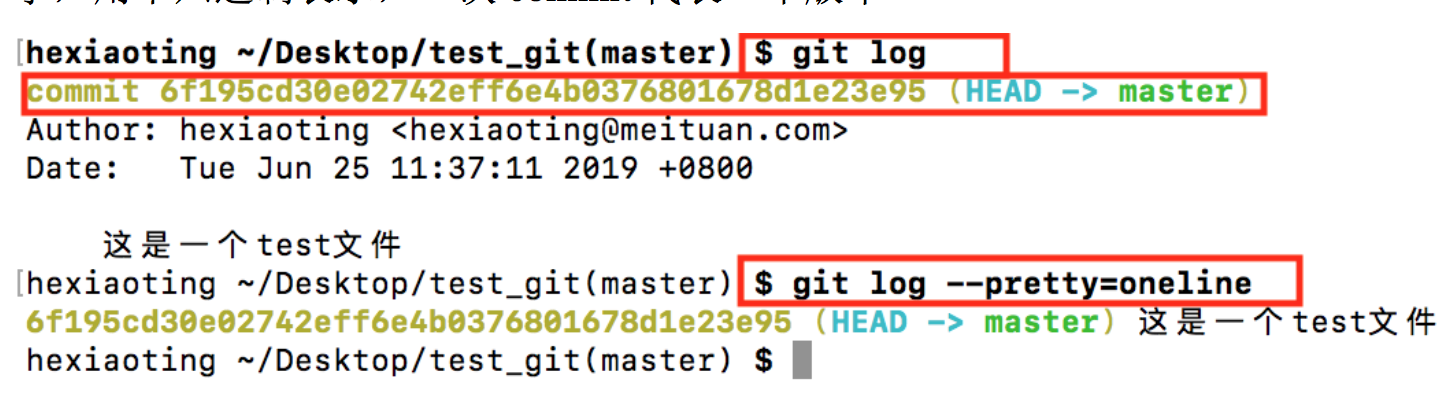 [hexiaoting ~/Desktop/test_git(master) $ git log
commit 6f195cd30e02742eff6e4b0376801678d1e23e95 (HEAD -> master)
Author: hexiaoting <hexiaoting@meituan.com>
Date:   Tue Jun 25 11:37:11 2019 +0800
这是一个test文件
[hexiaoting ~/Desktop/test_git(master) $ git log --pretty=oneline
6f195cd30e02742eff6e4b0376801678d1e23e95 (HEAD -> master) 这是一个test文件
hexiaoting ~/Desktop/test_git(master) $